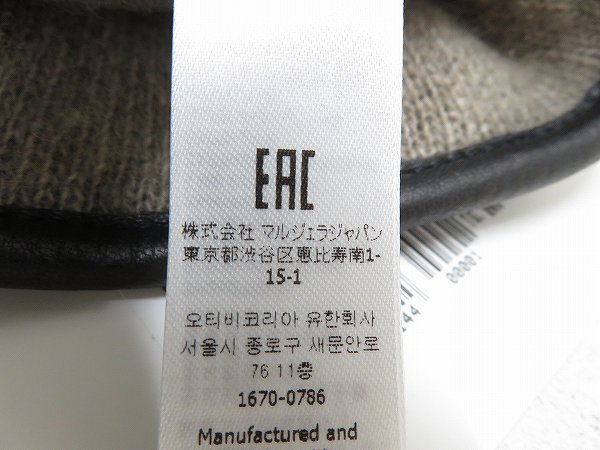 EAC
株式会社 マルジェラジャパン
東京都渋谷区恵比寿南1-
15-1
오티비코리아 유한회사
서울시 종로구 새문안로
76 11층
1670-0786
Manufactured and
00001
44